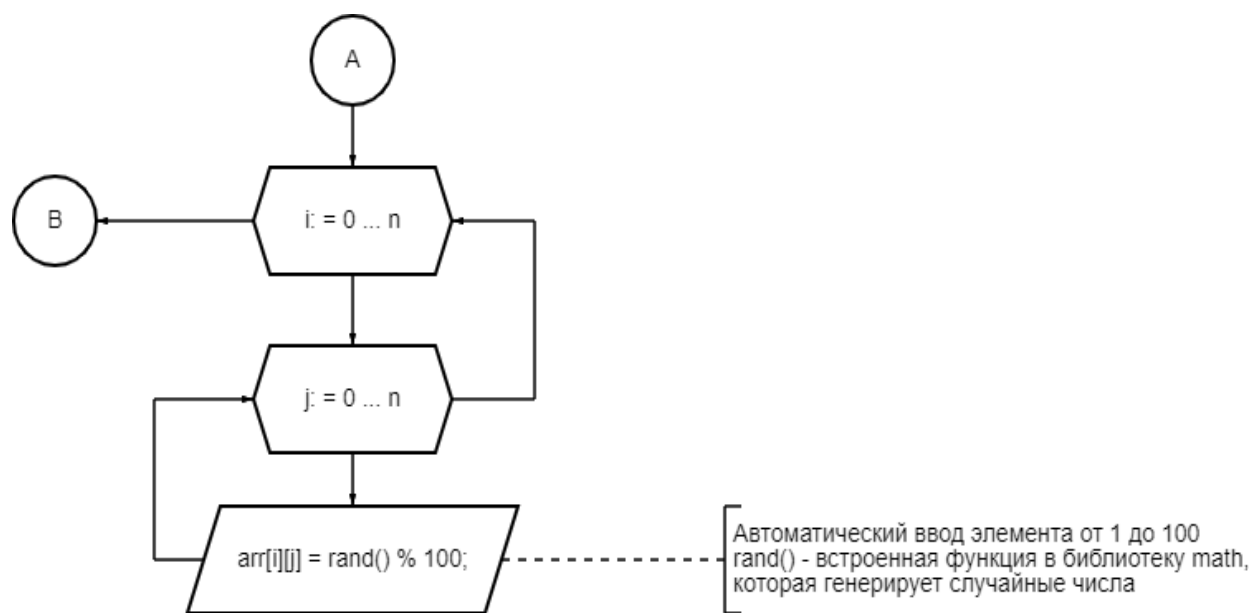 A
B
i: = 0 ... n
j: = 0 ... n
arr[i][j] = rand() % 100;
Автоматический ввод элемента от 1 до 100
rand() - встроенная функция в библиотеку math,
которая генерирует случайные числа